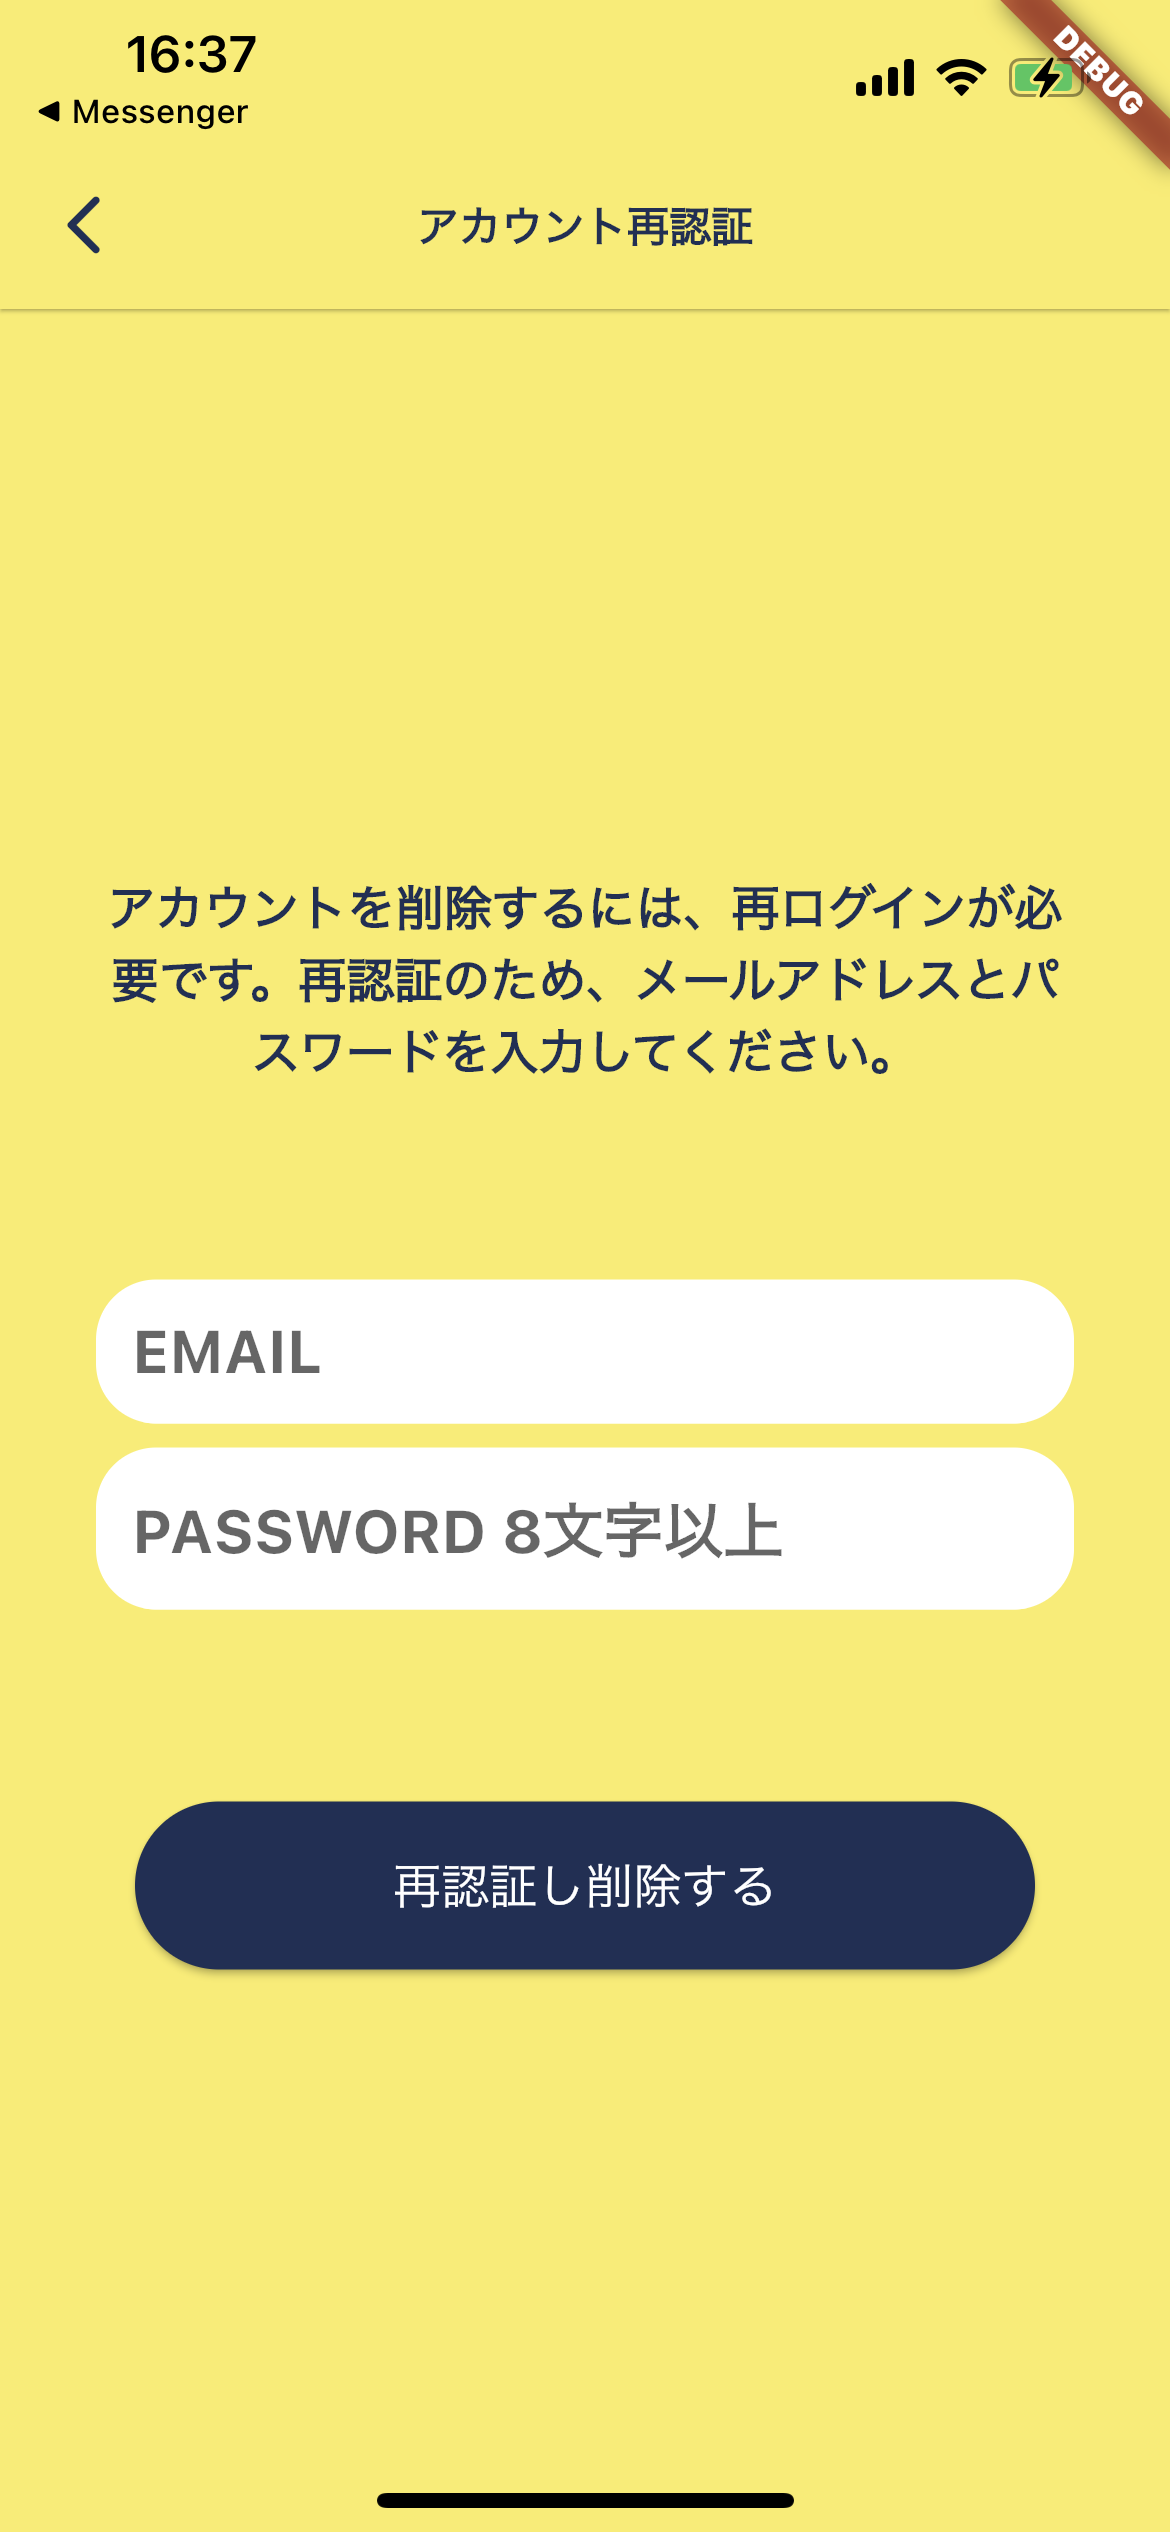 16:37
◀ Messenger
DEBUG
アカウント再認証
アカウントを削除するには、再ログインが必
要です。再認証のため、メールアドレスとパ
スワードを入力してください。
EMAIL
PASSWORD 8文字以上
再認証し削除する